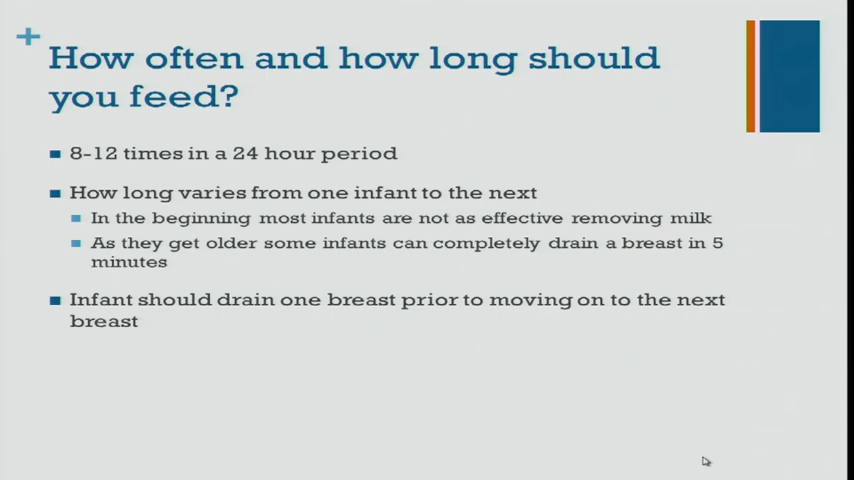 +
How often and how long should
you feed?
8-12 times in a 24 hour period
How long varies from one infant to the next
In the beginning most infants are not as effective removing milk
As they get older some infants can completely drain a breast in 5
minutes
Infant should drain one breast prior to moving on to the next
breast